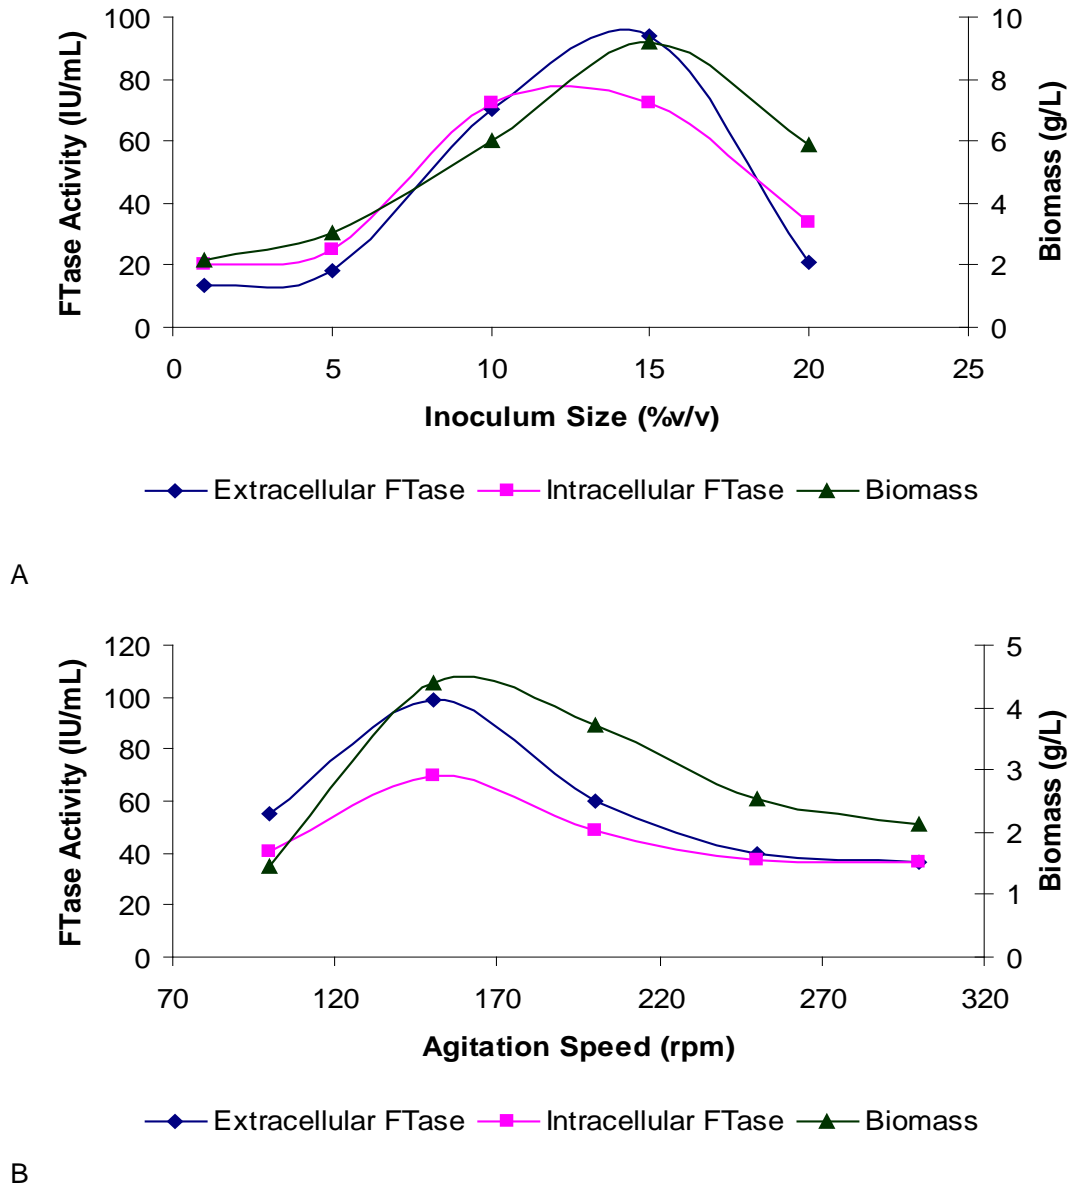 100
80
60
40
20
0
FTase Activity (IU/mL)
10
8
6
4
2
0
Biomass (g/L)
0 5 10 15 20 25
Inoculum Size (%v/v)
Extracellular FTase Intracellular FTase Biomass
A
120
100
80
60
40
20
0
FTase Activity (IU/mL)
5
4
3
2
1
0
Biomass (g/L)
70 120 170 220 270 320
Agitation Speed (rpm)
Extracellular FTase Intracellular FTase Biomass
B